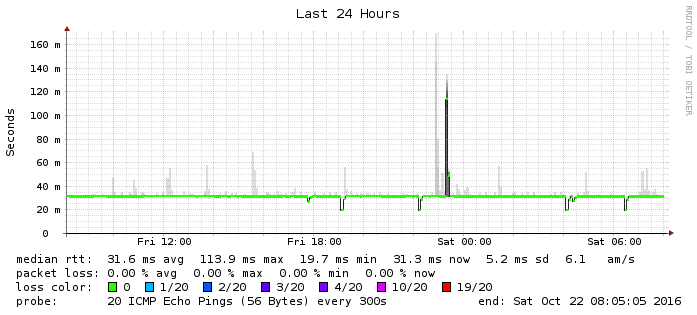 Last 24 Hours
RRDTOOL / TOBI OETIKER
Seconds
160 m
140 m
120 m
100 m
80 m
60 m
40 m
20 m
0
Fri 12:00 Fri 18:00 Sat 00:00 Sat 06:00
median rtt: 31.6 ms avg 113.9 ms max 19.7 ms min 31.3 ms now 5.2 ms sd 6.1 am/s
packet loss: 0.00 % avg 0.00 % max 0.00 % min 0.00 % now
loss color: 0 1/20 2/20 3/20 4/20 10/20 19/20
probe: 20 ICMP Echo Pings (56 Bytes) every 300s end: Sat Oct 22 08:05:05 2016